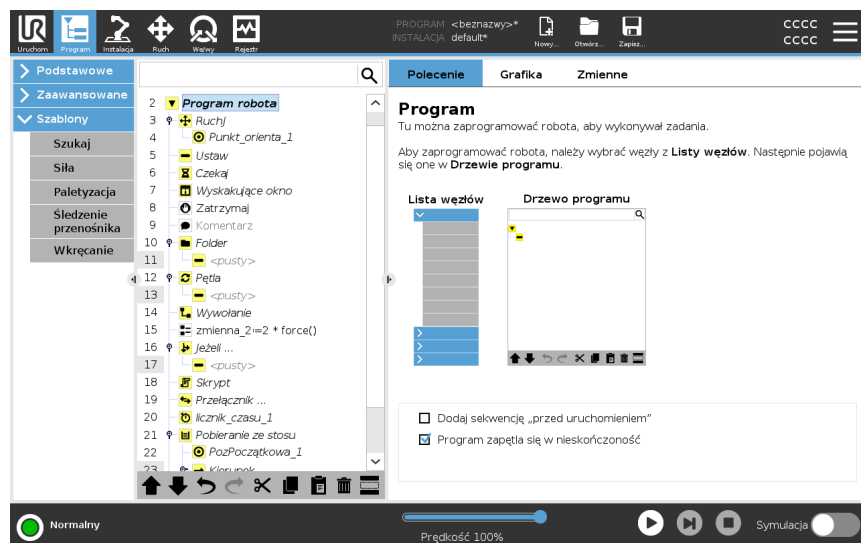 PROGRAM <beznazwy>*
INSTALACJA default*
CCCC
CCCC
Uruchom Program Instalacja Ruch We/wy Rejestr Nowy... Otwórz... Zapisz...
Podstawowe
Zaawansowane
Szablony
Szukaj
Siła
Paletyzacja
Śledzenie
przenośnika
Wkręcanie
2 Program robota
3 RuchJ
4 Punkt_orienta_1
5 Ustaw
6 Czekaj
7 Wyskakujące okno
8 Zatrzymaj
9 Komentarz
10 Folder
11 <pusty>
12 Pętla
13 <pusty>
14 Wywołanie
15 zmienna_2≔2 * force()
16 Jeżeli ...
17 <pusty>
18 Skrypt
19 Przełącznik ...
20 licznik_czasu_1
21 Pobieranie ze stosu
22 PozPoczątkowa_1
23 Kierunek
Polecenie Grafika Zmienne
Program
Tu można zaprogramować robota, aby wykonywał zadania.
Aby zaprogramować robota, należy wybrać węzły z Listy węzłów. Następnie pojawią
się one w Drzewie programu.
Lista węzłów Drzewo programu
Dodaj sekwencję „przed uruchomieniem”
Program zapętla się w nieskończoność
Normalny
Prędkość 100%
Symulacja